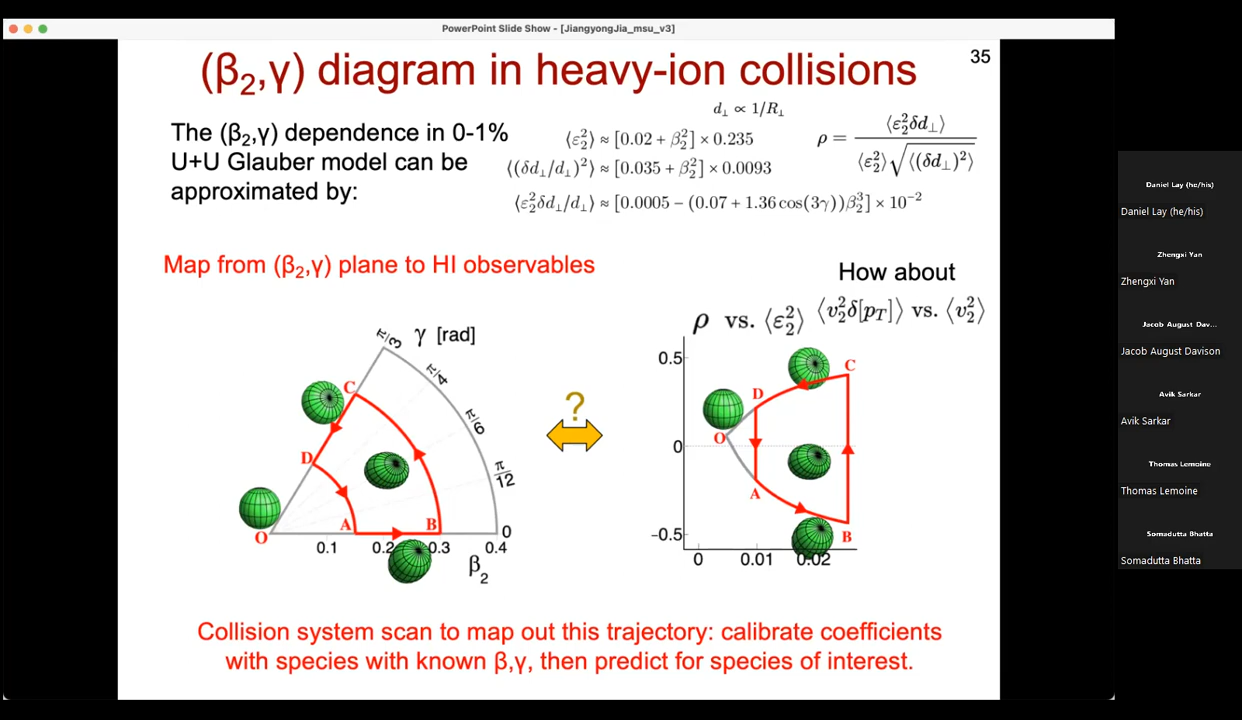 PowerPoint Slide Show - [JiangyongJia_msu_v3]
35
(β₂,γ) diagram in heavy-ion collisions
The (β₂,γ) dependence in 0-1%
U+U Glauber model can be
approximated by:
d⊥ ∝ 1/R⊥
⟨ε₂²⟩ ≈ [0.02 + β₂²] × 0.235
⟨(δd⊥/d⊥)²⟩ ≈ [0.035 + β₂²] × 0.0093
⟨ε₂²δd⊥/d⊥⟩ ≈ [0.0005 − (0.07 + 1.36 cos(3γ))β₂³] × 10⁻²
ρ = ⟨ε₂²δd⊥⟩ / ⟨ε₂²⟩√⟨(δd⊥)²⟩
Map from (β₂,γ) plane to HI observables
γ [rad]
π/3
π/4
π/6
π/12
0
C
D
O
A
B
0.1
0.2
0.3
0.4
β₂
?
How about
ρ vs. ⟨ε₂²⟩
⟨v₂²δ[pT]⟩ vs. ⟨v₂²⟩
0.5
0
−0.5
C
D
O
A
B
0
0.01
0.02
Collision system scan to map out this trajectory: calibrate coefficients
with species with known β,γ, then predict for species of interest.
Daniel Lay (he/his)
Daniel Lay (he/his)
Zhengxi Yan
Zhengxi Yan
Jacob August Dav...
Jacob August Davison
Avik Sarkar
Avik Sarkar
Thomas Lemoine
Thomas Lemoine
Somadutta Bhatta
Somadutta Bhatta